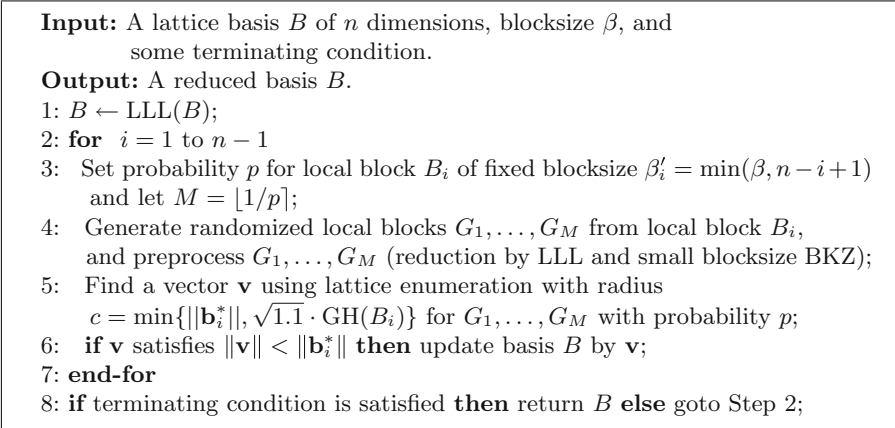 Input: A lattice basis B of n dimensions, blocksize β, and
some terminating condition.
Output: A reduced basis B.
1: B ← LLL(B);
2: for i = 1 to n − 1
3: Set probability p for local block B_i of fixed blocksize β′_i = min(β, n − i + 1)
and let M = ⌊1/p⌉;
4: Generate randomized local blocks G_1, . . . , G_M from local block B_i,
and preprocess G_1, . . . , G_M (reduction by LLL and small blocksize BKZ);
5: Find a vector v using lattice enumeration with radius
c = min{||b*_i||, √1.1 · GH(B_i)} for G_1, . . . , G_M with probability p;
6: if v satisfies ‖v‖ < ‖b*_i‖ then update basis B by v;
7: end-for
8: if terminating condition is satisfied then return B else goto Step 2;